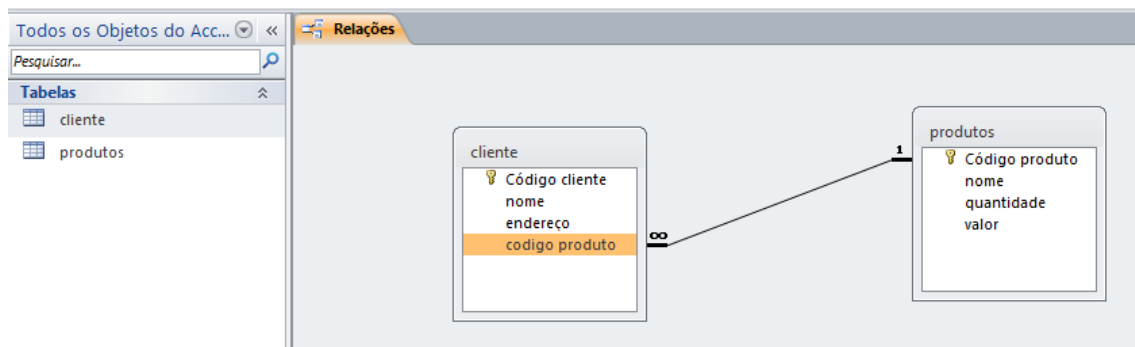 Todos os Objetos do Acc...
Pesquisar...
Tabelas
cliente
produtos
Relações
cliente
Código cliente
nome
endereço
codigo produto
∞
1
produtos
Código produto
nome
quantidade
valor